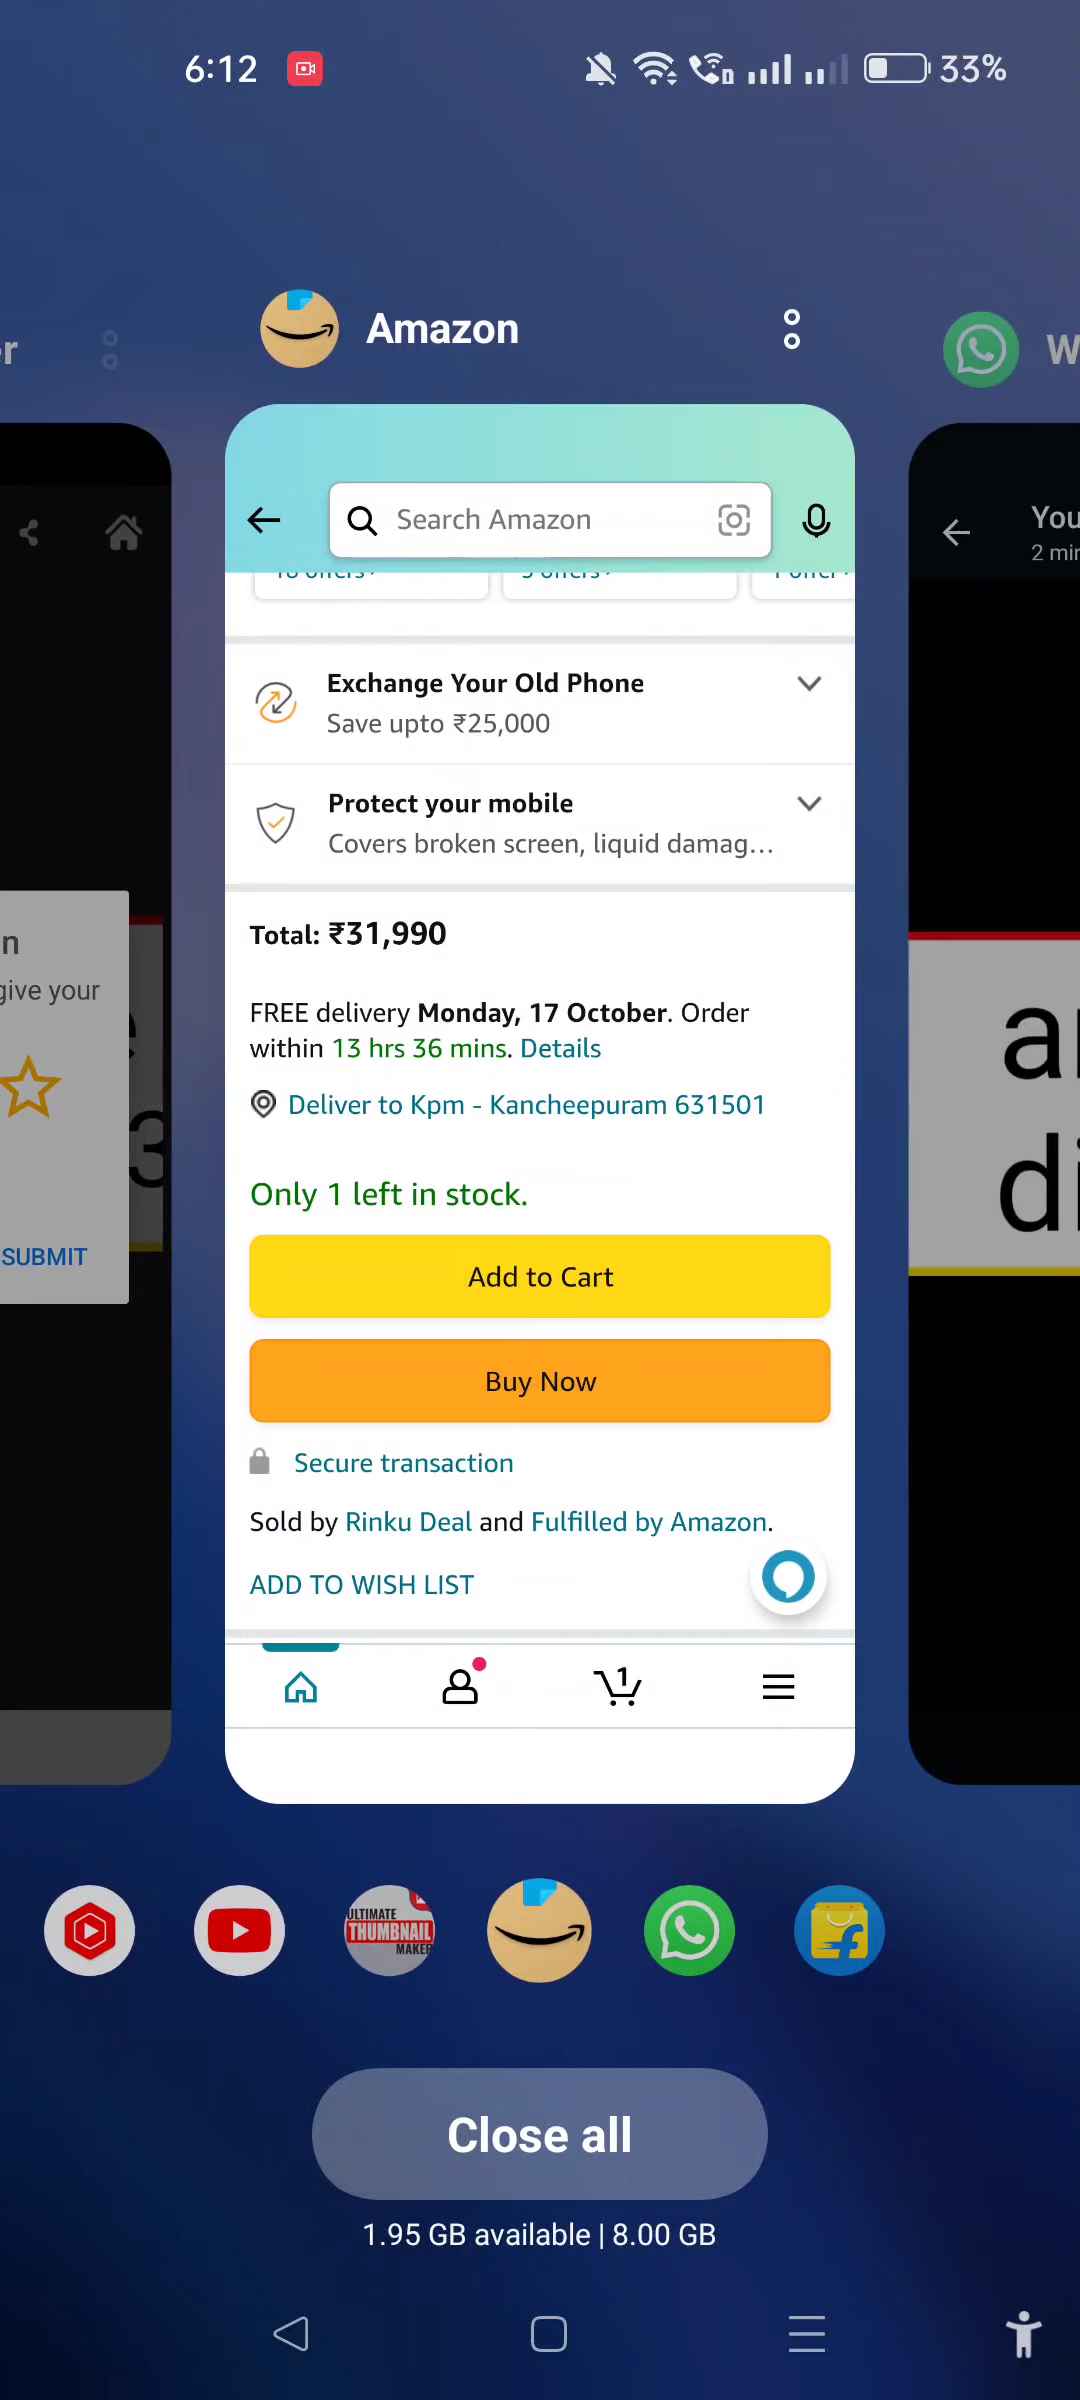 6:12
33%
r
Amazon
W
Search Amazon
You
2 min
Exchange Your Old Phone
Save upto ₹25,000
Protect your mobile
Covers broken screen, liquid damag...
n
give your
SUBMIT
Total: ₹31,990
FREE delivery Monday, 17 October. Order
within 13 hrs 36 mins. Details
Deliver to Kpm - Kancheepuram 631501
Only 1 left in stock.
Add to Cart
Buy Now
Secure transaction
Sold by Rinku Deal and Fulfilled by Amazon.
ADD TO WISH LIST
1
3
di
ULTIMATE
THUMBNAIL
MAKER
Close all
1.95 GB available | 8.00 GB